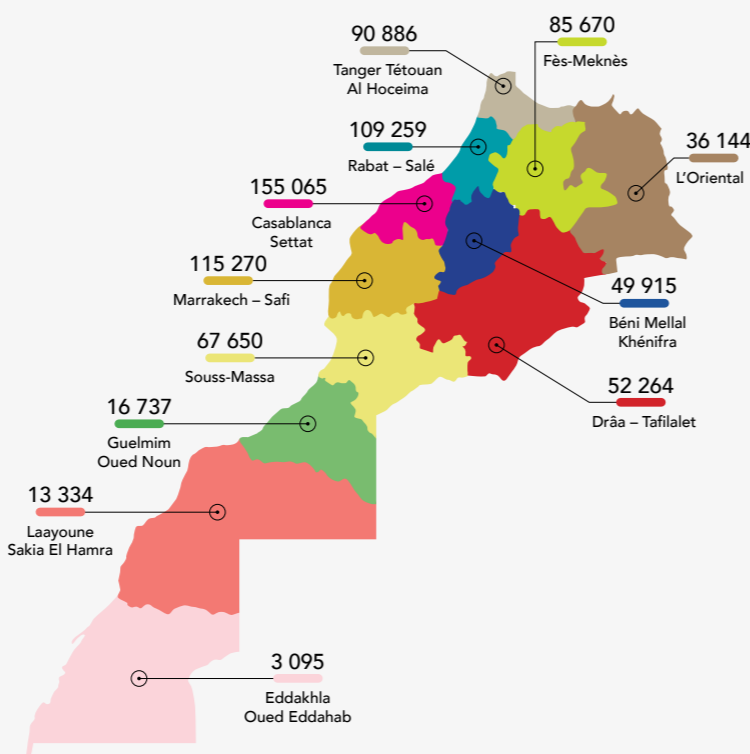 85 670
Fès-Meknès
90 886
Tanger Tétouan
Al Hoceima
109 259
Rabat – Salé
36 144
L'Oriental
155 065
Casablanca
Settat
115 270
Marrakech – Safi
49 915
Béni Mellal
Khénifra
67 650
Souss-Massa
52 264
Drâa – Tafilalet
16 737
Guelmim
Oued Noun
13 334
Laayoune
Sakia El Hamra
3 095
Eddakhla
Oued Eddahab